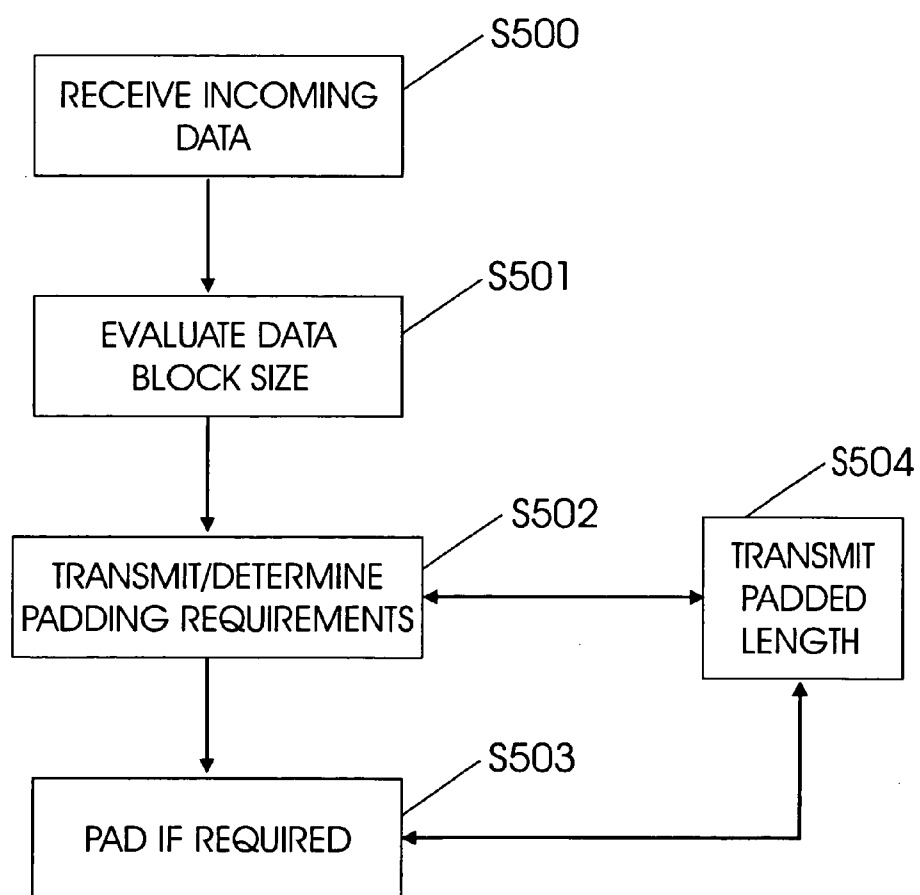 S500
RECEIVE INCOMING
DATA
S501
EVALUATE DATA
BLOCK SIZE
S502
TRANSMIT/DETERMINE
PADDING REQUIREMENTS
S504
TRANSMIT
PADDED
LENGTH
S503
PAD IF REQUIRED